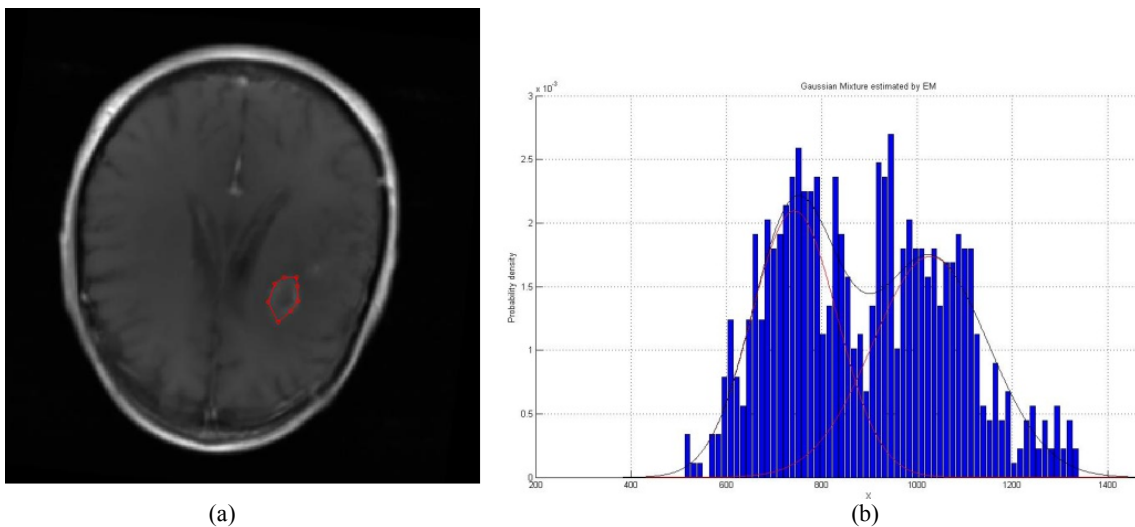 Gaussian Mixture estimated by EM
x 10⁻³
3
2.5
2
1.5
1
0.5
0
Probability density
200 400 600 800 1000 1200 1400
X
(a) (b)